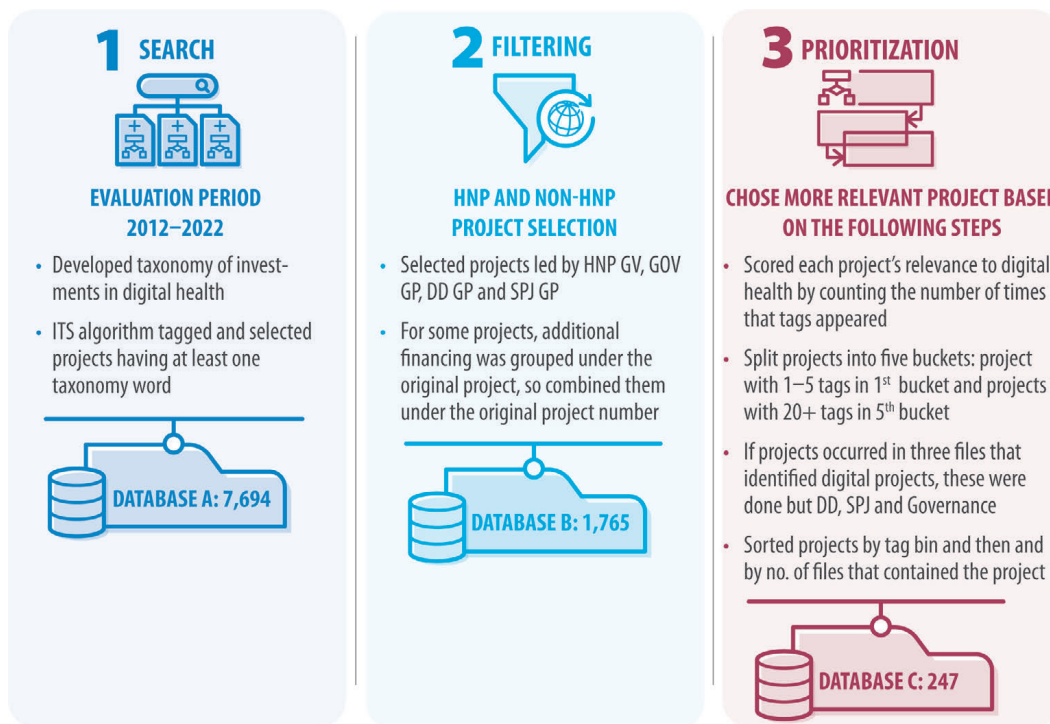 1 SEARCH
EVALUATION PERIOD
2012–2022
• Developed taxonomy of invest-
ments in digital health
• ITS algorithm tagged and selected
projects having at least one
taxonomy word
DATABASE A: 7,694
2 FILTERING
HNP AND NON-HNP
PROJECT SELECTION
• Selected projects led by HNP GV, GOV
GP, DD GP and SPJ GP
• For some projects, additional
financing was grouped under the
original project, so combined them
under the original project number
DATABASE B: 1,765
3 PRIORITIZATION
CHOSE MORE RELEVANT PROJECT BASE
ON THE FOLLOWING STEPS
• Scored each project’s relevance to digital
health by counting the number of times
that tags appeared
• Split projects into five buckets: project
with 1–5 tags in 1st bucket and projects
with 20+ tags in 5th bucket
• If projects occurred in three files that
identified digital projects, these were
done but DD, SPJ and Governance
• Sorted projects by tag bin and then and
by no. of files that contained the project
DATABASE C: 247